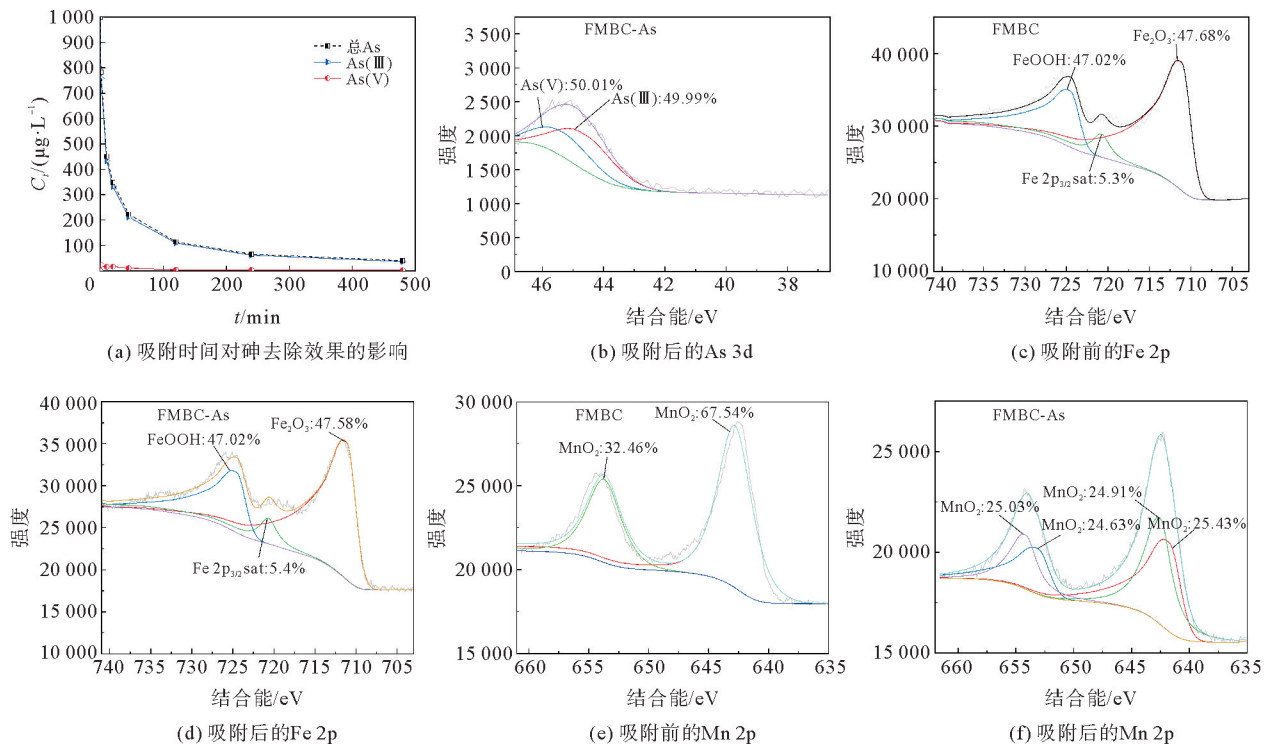 1 000
900
800
700
600
500
400
300
200
100
0
100
200
300
400
500
C_t/(μg·L⁻¹)
t/min
总As
As(Ⅲ)
As(V)
(a) 吸附时间对砷去除效果的影响
3 500
3 000
2 500
2 000
1 500
1 000
500
0
46
44
42
40
38
强度
结合能/eV
FMBC-As
As(V):50.01%
As(Ⅲ):49.99%
(b) 吸附后的As 3d
40 000
30 000
20 000
10 000
740
735
730
725
720
715
710
705
强度
结合能/eV
FMBC
Fe₂O₃:47.68%
FeOOH:47.02%
Fe 2p₃/₂sat:5.3%
(c) 吸附前的Fe 2p
40 000
35 000
30 000
25 000
20 000
15 000
10 000
740
735
730
725
720
715
710
705
强度
结合能/eV
FMBC-As
FeOOH:47.02%
Fe₂O₃:47.58%
Fe 2p₃/₂sat:5.4%
(d) 吸附后的Fe 2p
30 000
25 000
20 000
15 000
660
655
650
645
640
635
强度
结合能/eV
FMBC
MnO₂:67.54%
MnO₂:32.46%
(e) 吸附前的Mn 2p
25 000
20 000
15 000
660
655
650
645
640
635
强度
结合能/eV
FMBC-As
MnO₂:25.03%
MnO₂:24.91%
MnO₂:24.63%
MnO₂:25.43%
(f) 吸附后的Mn 2p